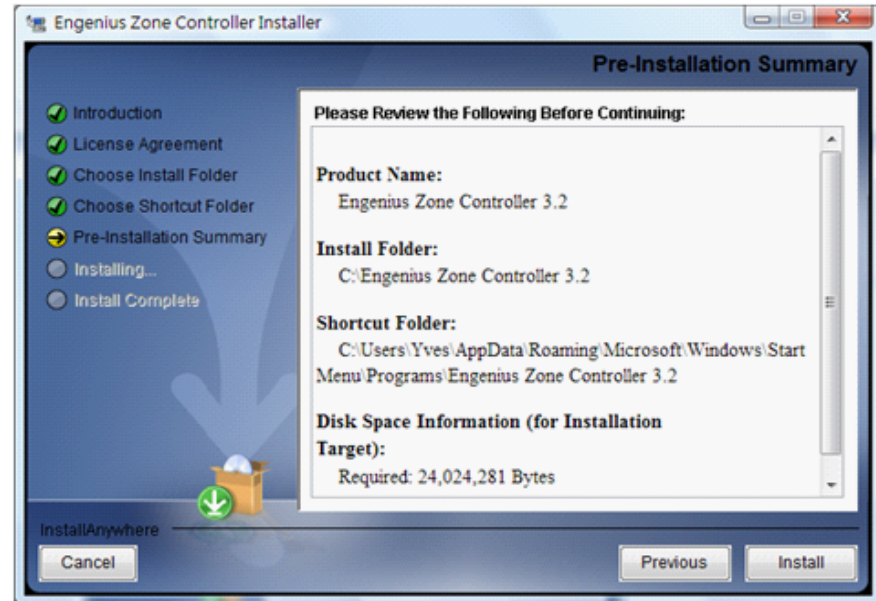 Engenius Zone Controller Installer
Pre-Installation Summary
Introduction
License Agreement
Choose Install Folder
Choose Shortcut Folder
Pre-Installation Summary
Installing...
Install Complete
Please Review the Following Before Continuing:
Product Name:
Engenius Zone Controller 3.2
Install Folder:
C:\Engenius Zone Controller 3.2
Shortcut Folder:
C:\Users\Yves\AppData\Roaming\Microsoft\Windows\Start
Menu\Programs\Engenius Zone Controller 3.2
Disk Space Information (for Installation
Target):
Required: 24,024,281 Bytes
InstallAnywhere
Cancel
Previous
Install